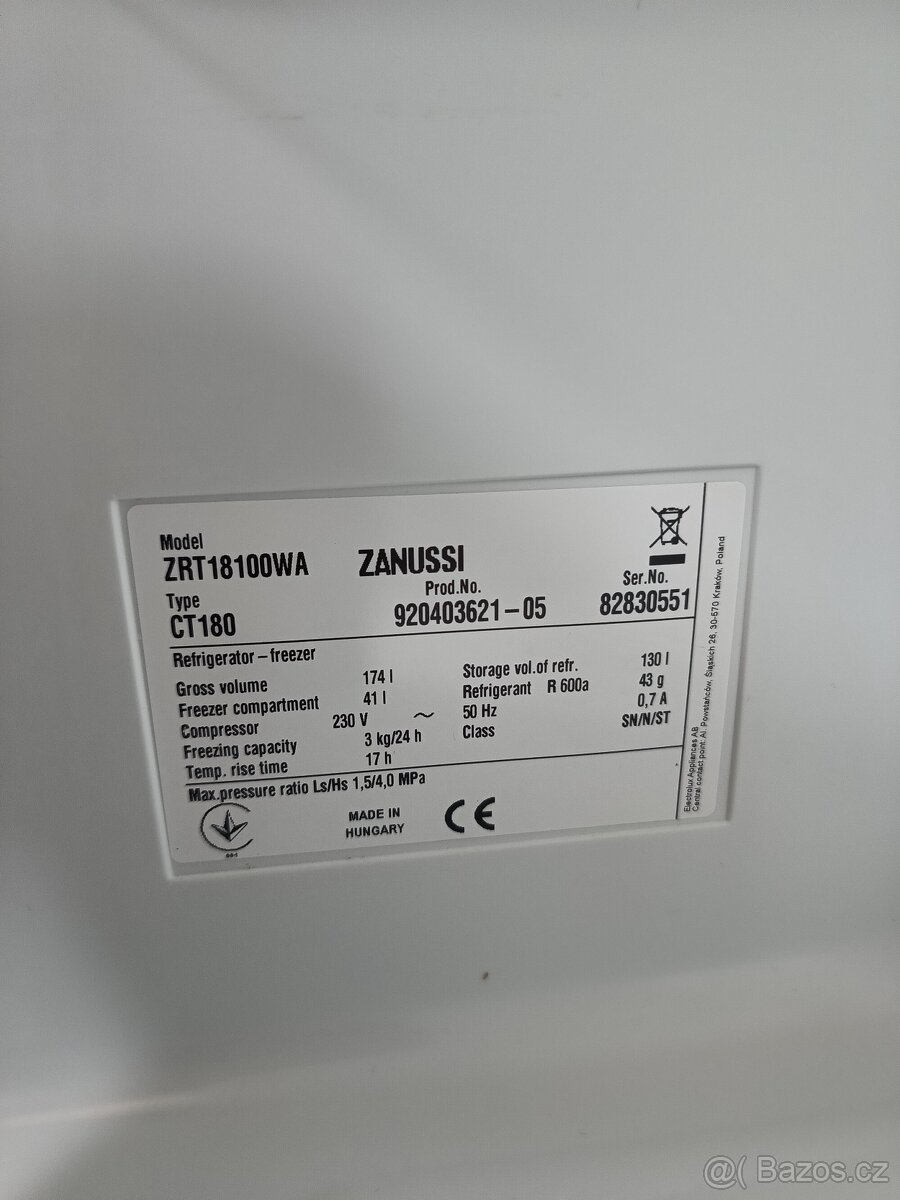 Model
ZRT18100WA
ZANUSSI
Type
CT180
Prod.No.
920403621-05
Ser.No.
82830551
Refrigerator-freezer
Gross volume 174 l
Freezer compartment 41 l
Compressor 230 V ~
Freezing capacity 3 kg/24 h
Temp. rise time 17 h
Storage vol.of refr. 130 l
Refrigerant R 600a 43 g
50 Hz 0,7 A
Class SN/N/ST
Max.pressure ratio Ls/Hs 1,5/4,0 MPa
MADE IN
HUNGARY
CE
Electrolux Appliances AB
Central contact point: Al. Powstańców, Śląskich 26, 30-570 Kraków, Poland
@( Bazos.cz